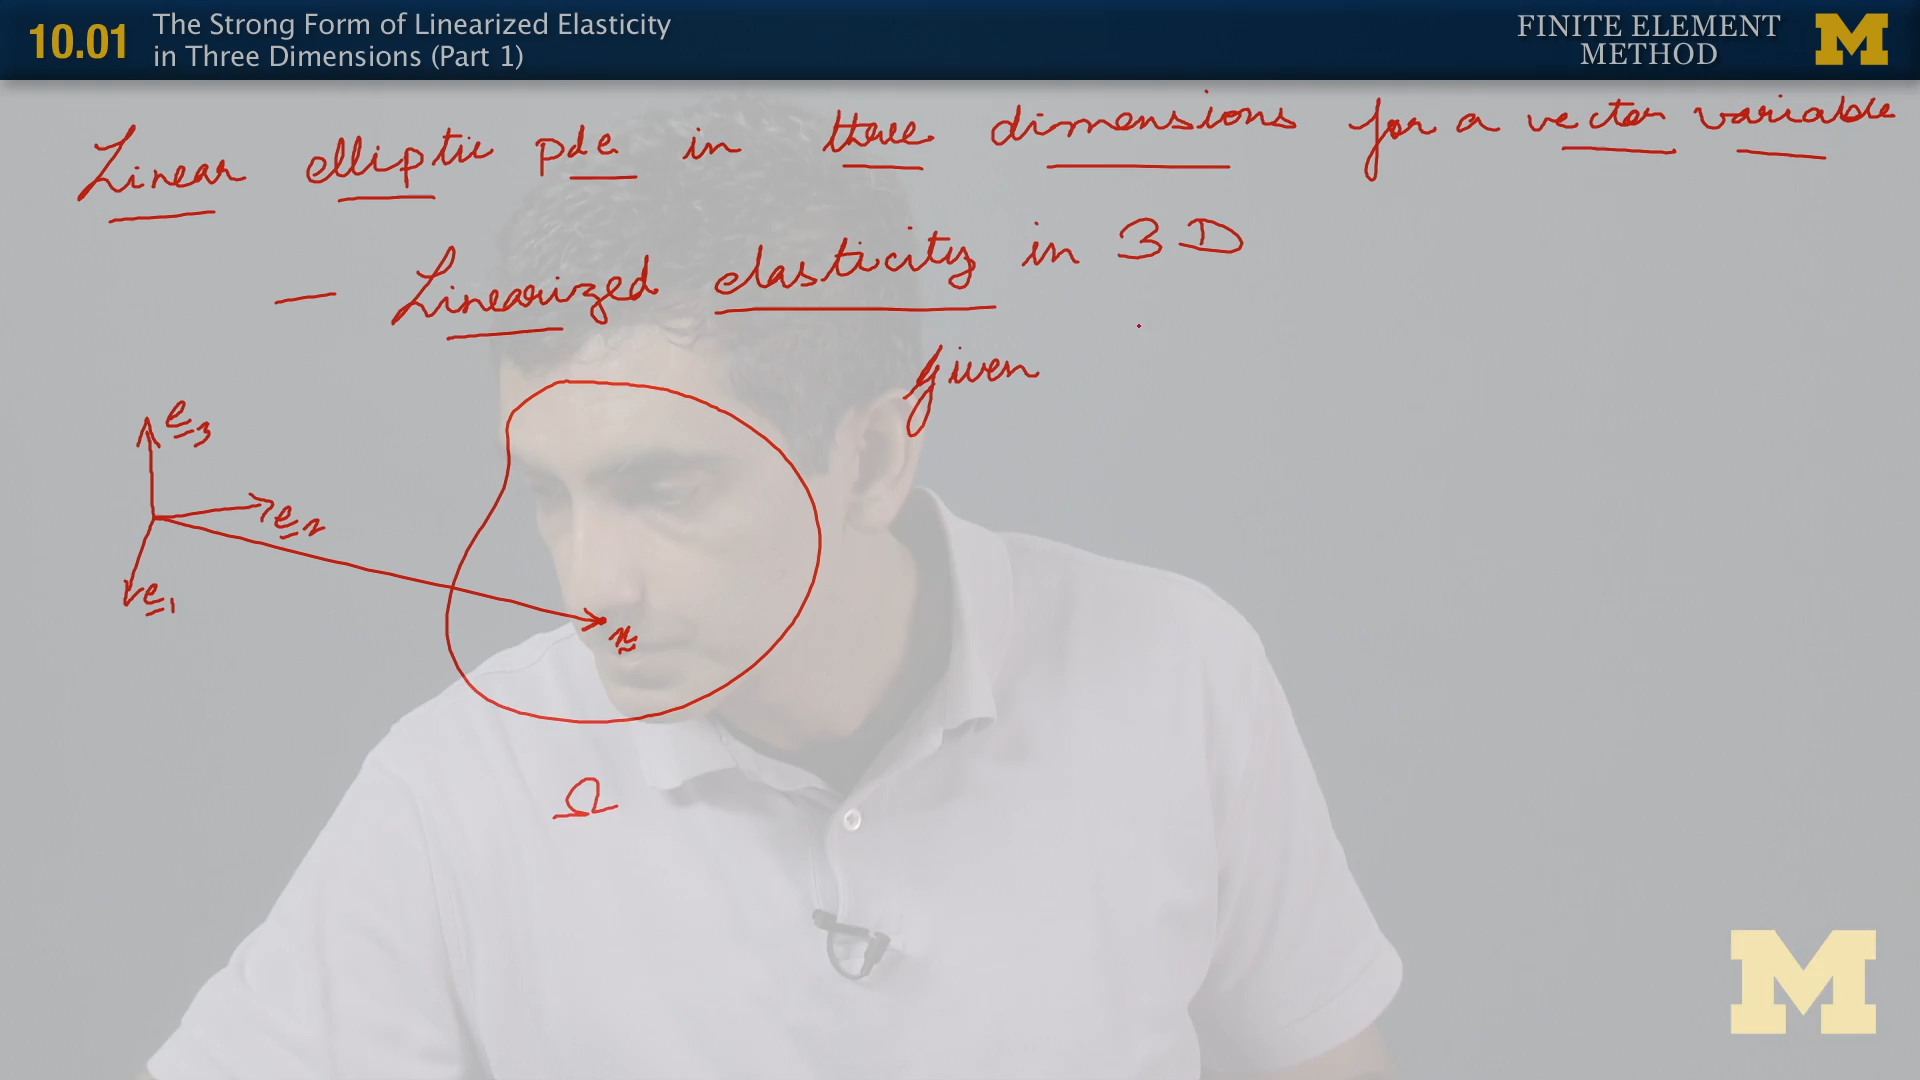 10.01
The Strong Form of Linearized Elasticity
in Three Dimensions (Part 1)
FINITE ELEMENT
METHOD
M
Linear elliptic pde in three dimensions for a vector variable
— Linearized elasticity in 3D
given
e3
e2
e1
x
Ω
M